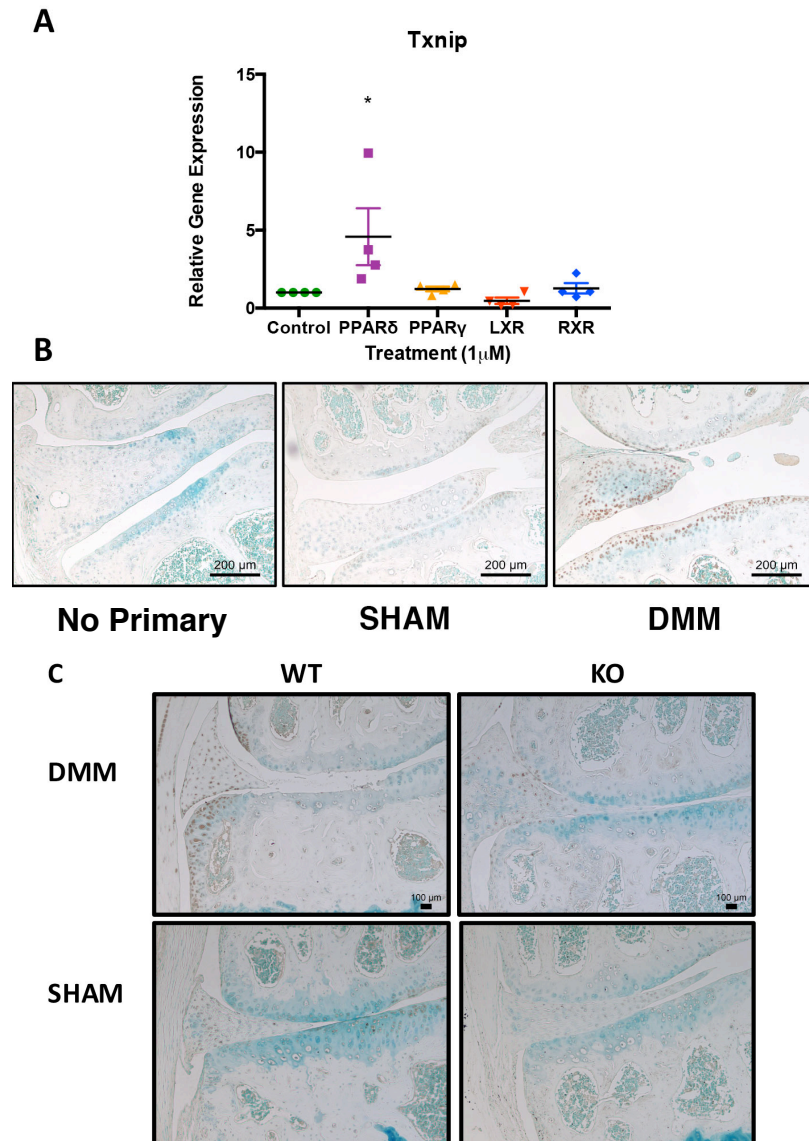 A
Txnip
Relative Gene Expression
15
10
5
0
*
Control PPARδ PPARγ LXR RXR
Treatment (1μM)
B
200 μm 200 μm 200 μm
No Primary SHAM DMM
C WT KO
DMM
100 μm 100 μm
SHAM